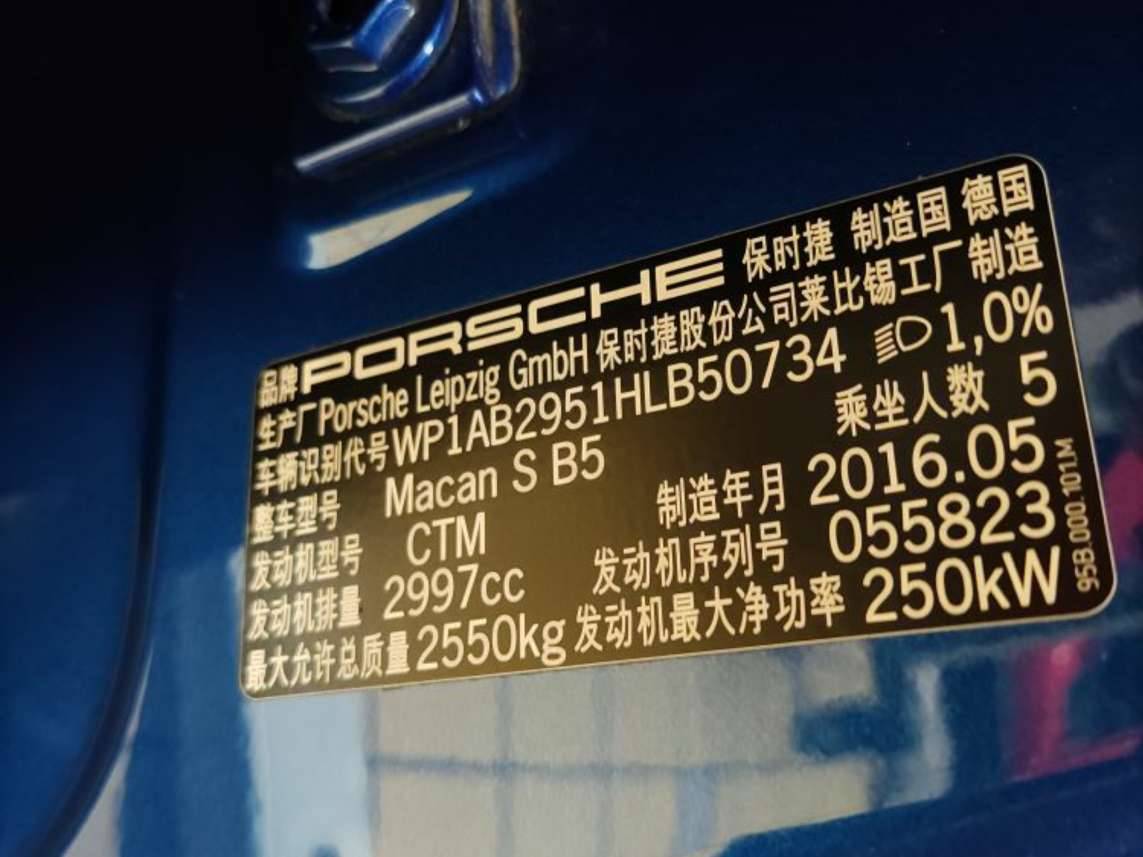 品牌 PORSCHE 保时捷 制造国 德国
生产厂 Porsche Leipzig GmbH 保时捷股份公司莱比锡工厂制造
车辆识别代号 WP1AB2951HLB50734 1,0%
整车型号 Macan S B5 乘坐人数 5
发动机型号 CTM 制造年月 2016.05
发动机排量 2997cc 发动机序列号 055823
最大允许总质量 2550kg 发动机最大净功率 250kW
95B.000.101.M